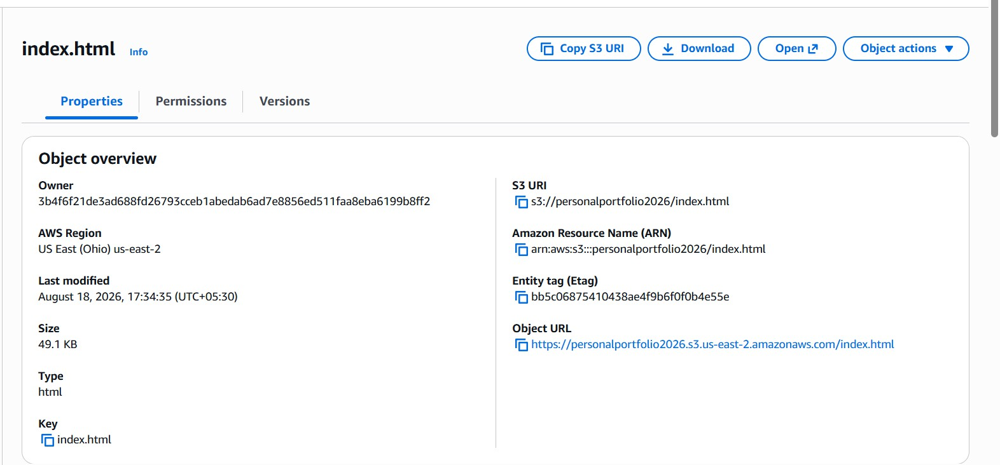 index.html Info
Copy S3 URI
Download
Open
Object actions
Properties
Permissions
Versions
Object overview
Owner
3b4f6f21de3ad688fd26793cceb1abedab6ad7e8856ed511faa8eba6199b8ff2
AWS Region
US East (Ohio) us-east-2
Last modified
August 18, 2026, 17:34:35 (UTC+05:30)
Size
49.1 KB
Type
html
Key
index.html
S3 URI
s3://personalportfolio2026/index.html
Amazon Resource Name (ARN)
arn:aws:s3:::personalportfolio2026/index.html
Entity tag (Etag)
bb5c06875410438ae4f9b6f0f0b4e55e
Object URL
https://personalportfolio2026.s3.us-east-2.amazonaws.com/index.html